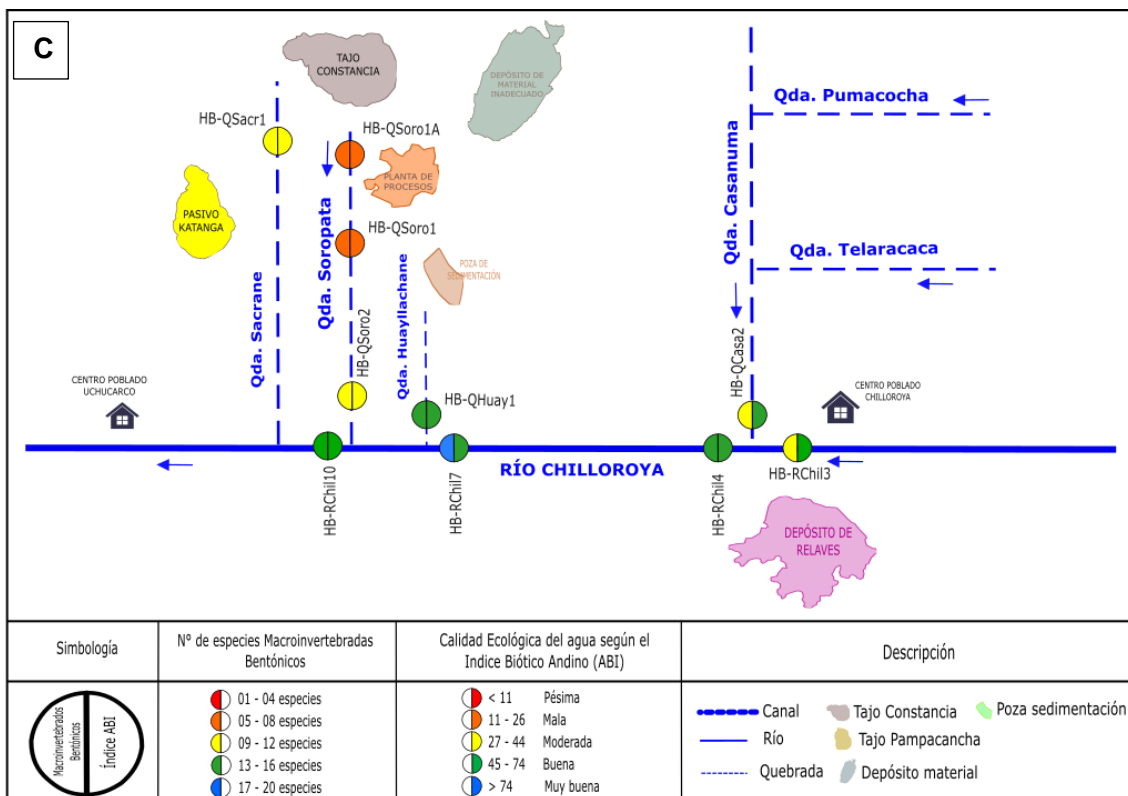 C
TAJO
CONSTANCIA
DEPÓSITO DE
MATERIAL
INADECUADO
Qda. Pumacocha
HB-QSacr1
HB-QSoro1A
PLANTA DE
PROCESOS
PASIVO
KATANGA
HB-QSoro1
Qda. Soropata
Qda. Casanuma
Qda. Telaracaca
POZA DE
SEDIMENTACIÓN
Qda. Sacrane
Qda. Huayllachane
HB-QSoro2
HB-QCasa2
CENTRO POBLADO
UCHUCARCO
HB-QHuay1
CENTRO POBLADO
CHILLOROYA
RÍO CHILLOROYA
HB-RChil10
HB-RChil7
HB-RChil4
HB-RChil3
DEPÓSITO DE
RELAVES
Simbología
N° de especies Macroinvertebradas
Bentónicos
Calidad Ecológica del agua según el
Indice Biótico Andino (ABI)
Descripción
Macroinvertebrados
Bentónicos
Índice ABI
01 - 04 especies
05 - 08 especies
09 - 12 especies
13 - 16 especies
17 - 20 especies
< 11 Pésima
11 - 26 Mala
27 - 44 Moderada
45 - 74 Buena
> 74 Muy buena
Canal
Río
Quebrada
Tajo Constancia
Tajo Pampacancha
Depósito material
Poza sedimentación